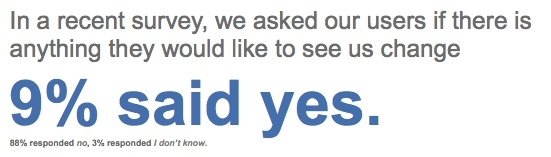 In a recent survey, we asked our users if there is
anything they would like to see us change
9% said yes.
88% responded no, 3% responded I don't know.